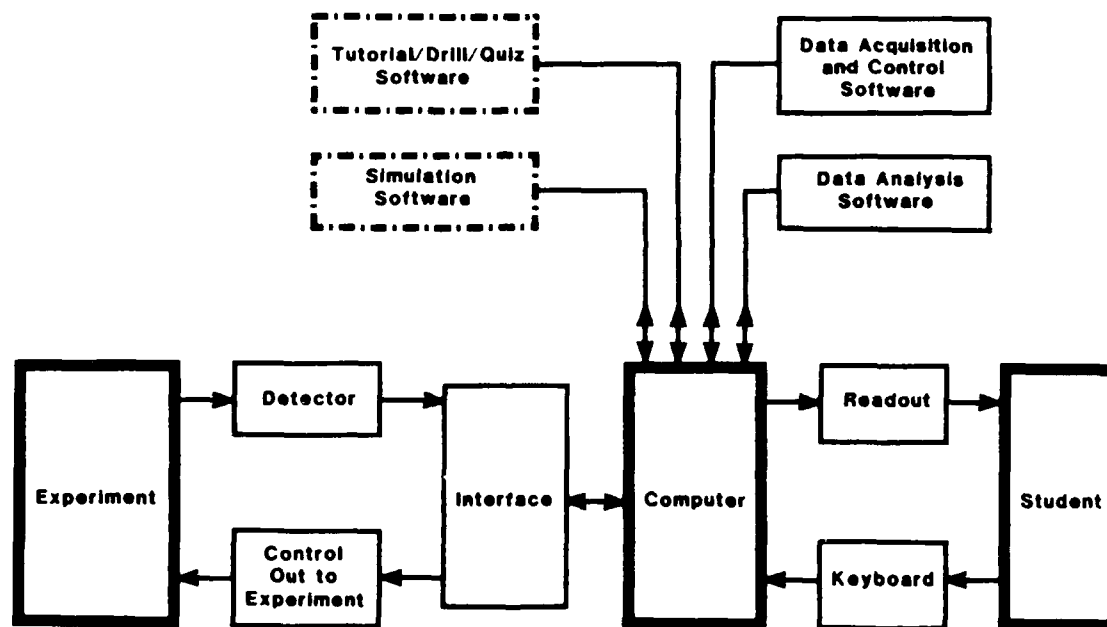 Tutorial/Drill/Quiz
Software
Data Acquisition
and Control
Software
Simulation
Software
Data Analysis
Software
Detector
Readout
Experiment
Interface
Computer
Student
Control
Out to
Experiment
Keyboard